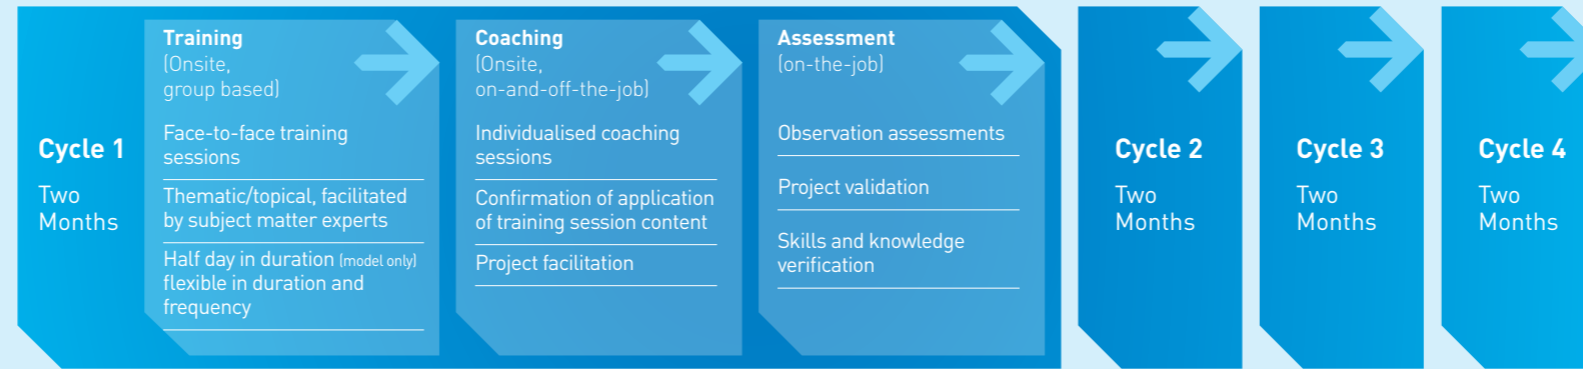 Cycle 1
Two
Months
Training
(Onsite,
group based)
Face-to-face training
sessions
Thematic/topical, facilitated
by subject matter experts
Half day in duration (model only)
flexible in duration and
frequency
Coaching
(Onsite,
on-and-off-the-job)
Individualised coaching
sessions
Confirmation of application
of training session content
Project facilitation
Assessment
(on-the-job)
Observation assessments
Project validation
Skills and knowledge
verification
Cycle 2
Two
Months
Cycle 3
Two
Months
Cycle 4
Two
Months